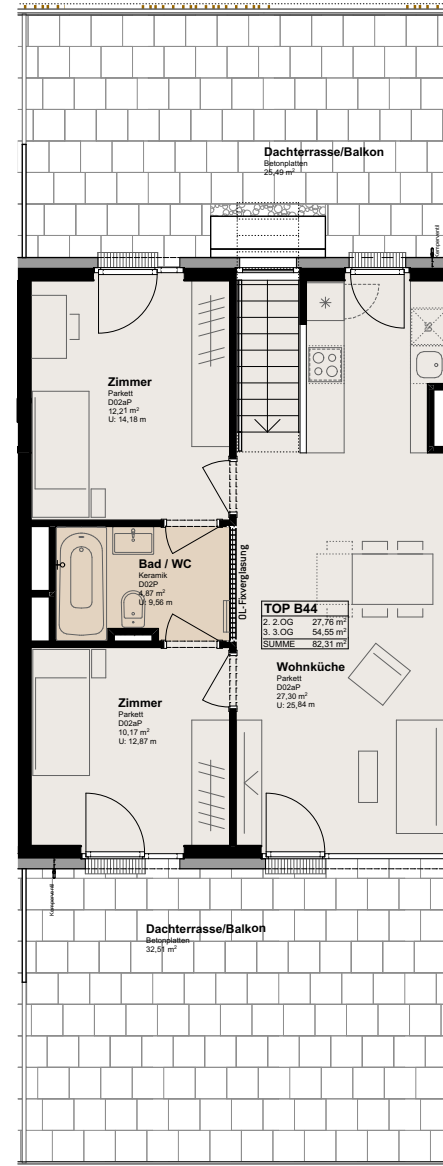 Dachterrasse/Balkon
Betonplatten
25,49 m²
Kemperventil
Zimmer
Parkett
D02aP
12,21 m²
U: 14,18 m
GS
Bad / WC
Keramik
D02P
4,87 m²
U: 9,56 m
OL-Fixverglasung
TOP B44
2. 2.OG 27,76 m²
3. 3.OG 54,55 m²
SUMME 82,31 m²
Wohnküche
Parkett
D02aP
27,30 m²
U: 25,84 m
Zimmer
Parkett
D02aP
10,17 m²
U: 12,87 m
Kemperventil
Dachterrasse/Balkon
Betonplatten
32,51 m²